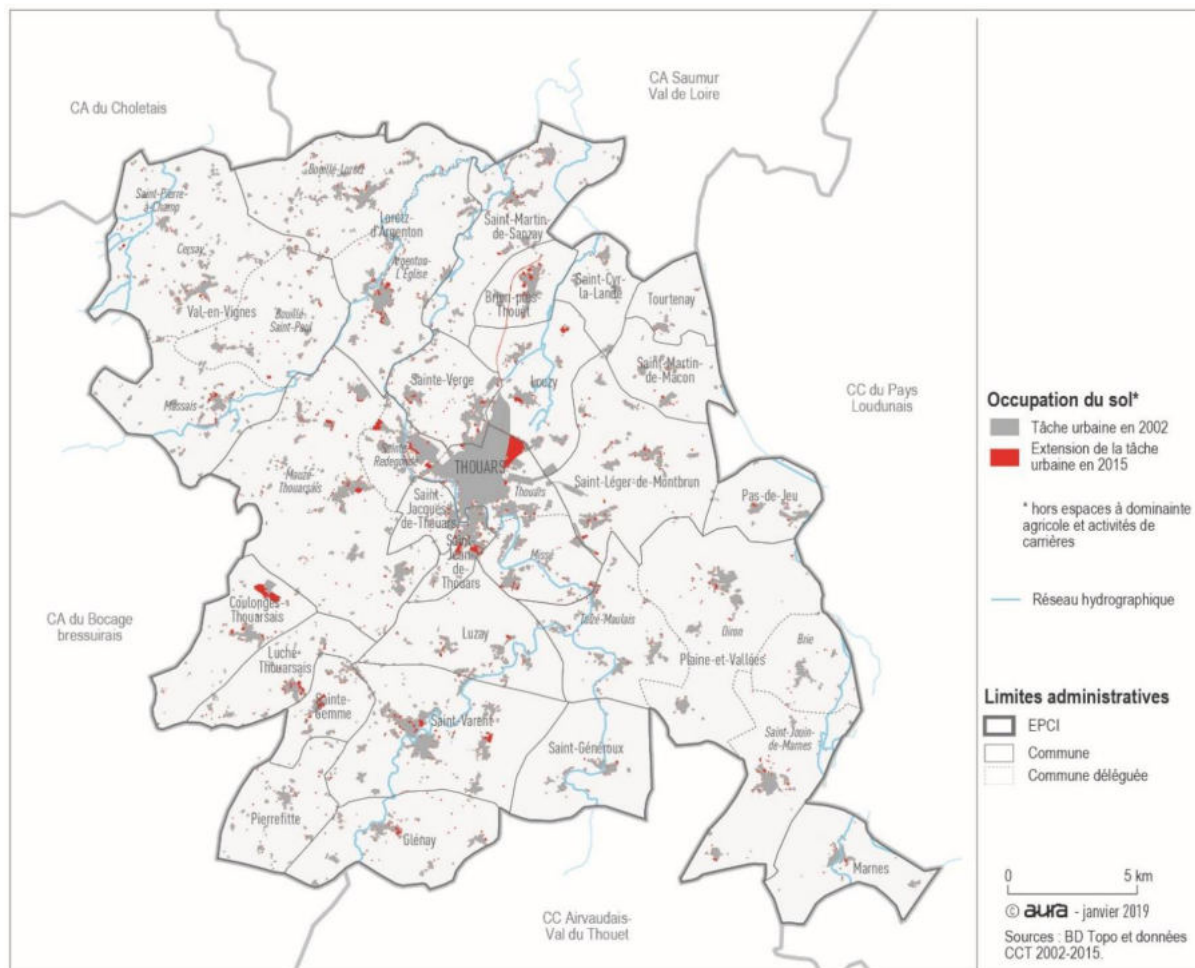 CA du Choletais
CA Saumur
Val de Loire
Bouillé-Loretz
Saint-Pierre-
à-Champ
Loretz-
d'Argenton
Saint-Martin-
de-Sanzay
Cersay
Argenton-
L'Église
Saint-Cyr-
la-Lande
Brion-près-
Thouet
Tourtenay
Val-en-Vignes
Bouillé-
Saint-Paul
Saint-Martin-
de-Mâcon
Sainte-Verge
Louzy
CC du Pays
Loudunais
Massais
THOUARS
Mauzé-
Thouarsais
Saint-Léger-de-Montbrun
Pas-de-Jeu
Saint-
Jacques-
de-Thouars
Saint-
Jean-
de-
Thouars
Missé
Coulonges-
Thouarsais
CA du Bocage
bressuirais
Luzay
Oiron
Brie
Plaine-et-Vallées
Luché-
Thouarsais
Sainte-
Gemme
Saint-Varent
Saint-Généroux
Saint-Jouin-
de-Marnes
Pierrefitte
Glénay
Marnes
CC Airvaudais-
Val du Thouet
Occupation du sol*
Tâche urbaine en 2002
Extension de la tâche
urbaine en 2015
* hors espaces à dominainte
agricole et activités de
carrières
Réseau hydrographique
Limites administratives
EPCI
Commune
Commune déléguée
0 5 km
© aura - janvier 2019
Sources : BD Topo et données
CCT 2002-2015.